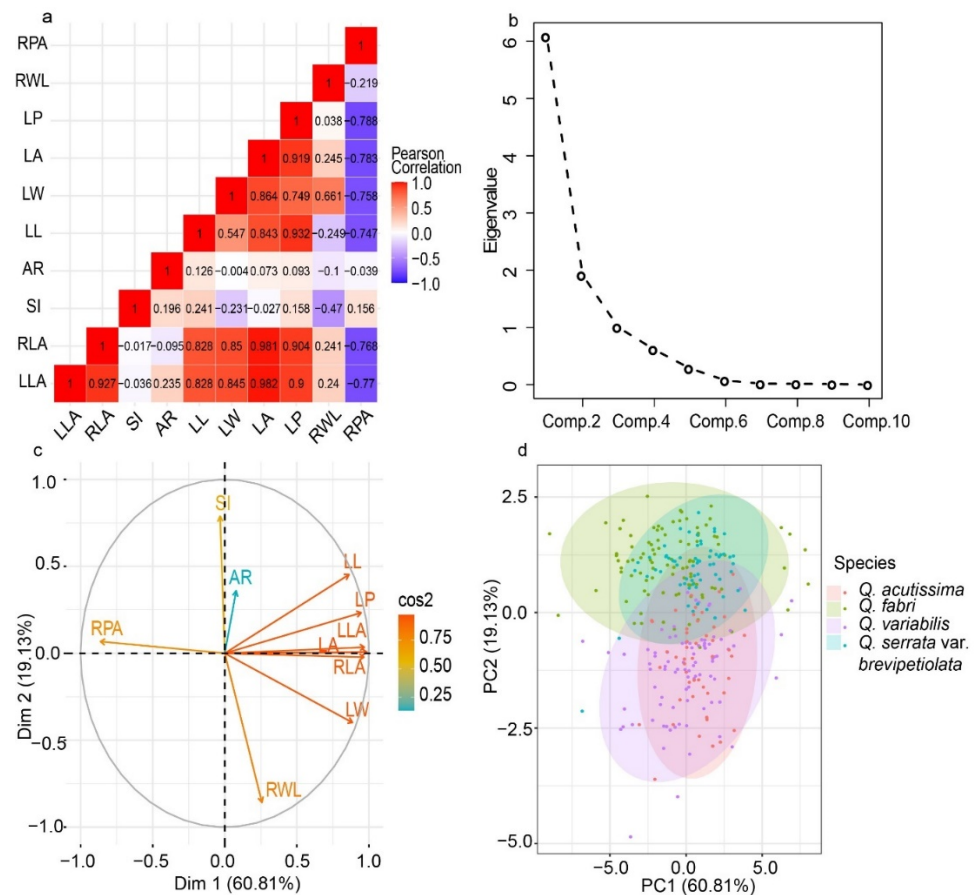 a
RPA 1
RWL 1 −0.219
LP 1 0.038 −0.788
LA 1 0.919 0.245 −0.783
LW 1 0.864 0.749 0.661 −0.758
LL 1 0.547 0.843 0.932 −0.249 −0.747
AR 1 0.126 −0.004 0.073 0.093 −0.1 −0.039
SI 1 0.196 0.241 −0.231 −0.027 0.158 −0.47 0.156
RLA 1 −0.017 −0.095 0.828 0.85 0.981 0.904 0.241 −0.768
LLA 1 0.927 −0.036 0.235 0.828 0.845 0.982 0.9 0.24 −0.77
LLA RLA SI AR LL LW LA LP RWL RPA
Pearson
Correlation
1.0
0.5
0.0
−0.5
−1.0
b
Eigenvalue
6
5
4
3
2
1
0
Comp.2 Comp.4 Comp.6 Comp.8 Comp.10
c
Dim 2 (19.13%)
1.0
0.5
0.0
−0.5
−1.0
SI
LL
AR
LP
RPA
LLA
LA
RLA
LW
RWL
−1.0 −0.5 0.0 0.5 1.0
Dim 1 (60.81%)
cos2
0.75
0.50
0.25
d
PC2 (19.13%)
2.5
0.0
−2.5
−5.0
−5.0 0.0 5.0
PC1 (60.81%)
Species
Q. acutissima
Q. fabri
Q. variabilis
Q. serrata var.
brevipetiolata